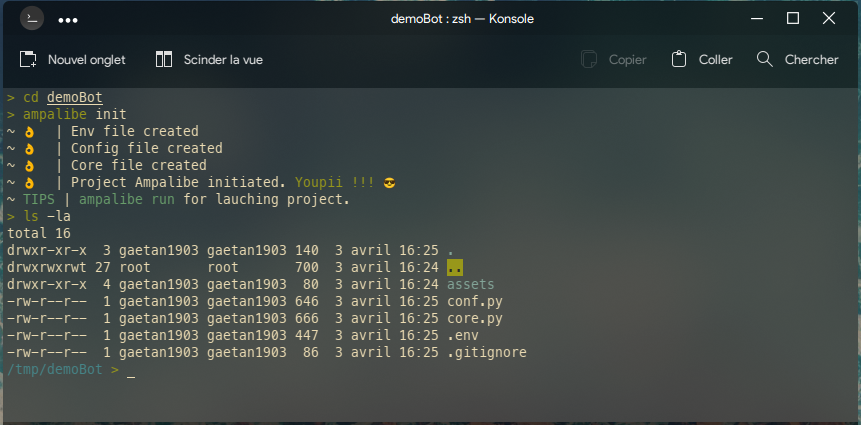 demoBot : zsh — Konsole
Nouvel onglet Scinder la vue Copier Coller Chercher
> cd demoBot
> ampalibe init
~ 👌 | Env file created
~ 👌 | Config file created
~ 👌 | Core file created
~ 👌 | Project Ampalibe initiated. Youpii !!! 😎
~ TIPS | ampalibe run for lauching project.
> ls -la
total 16
drwxr-xr-x  3 gaetan1903 gaetan1903 140  3 avril 16:25 .
drwxrwxrwt 27 root       root       700  3 avril 16:24 ..
drwxr-xr-x  4 gaetan1903 gaetan1903  80  3 avril 16:24 assets
-rw-r--r--  1 gaetan1903 gaetan1903 646  3 avril 16:25 conf.py
-rw-r--r--  1 gaetan1903 gaetan1903 666  3 avril 16:25 core.py
-rw-r--r--  1 gaetan1903 gaetan1903 447  3 avril 16:25 .env
-rw-r--r--  1 gaetan1903 gaetan1903  86  3 avril 16:25 .gitignore
/tmp/demoBot > _